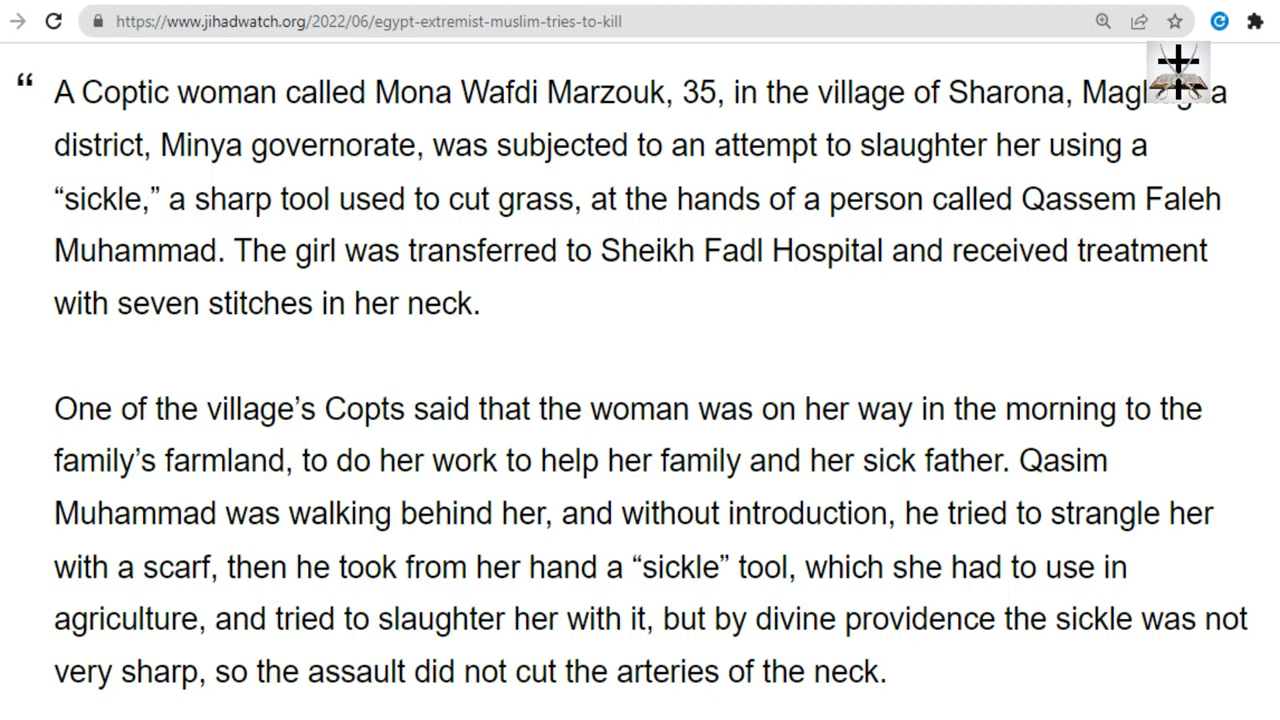 https://www.jihadwatch.org/2022/06/egypt-extremist-muslim-tries-to-kill
“ A Coptic woman called Mona Wafdi Marzouk, 35, in the village of Sharona,
district, Minya governorate, was subjected to an attempt to slaughter her using a
“sickle,” a sharp tool used to cut grass, at the hands of a person called Qassem Faleh
Muhammad. The girl was transferred to Sheikh Fadl Hospital and received treatment
with seven stitches in her neck.
One of the village’s Copts said that the woman was on her way in the morning to the
family’s farmland, to do her work to help her family and her sick father. Qasim
Muhammad was walking behind her, and without introduction, he tried to strangle her
with a scarf, then he took from her hand a “sickle” tool, which she had to use in
agriculture, and tried to slaughter her with it, but by divine providence the sickle was not
very sharp, so the assault did not cut the arteries of the neck.